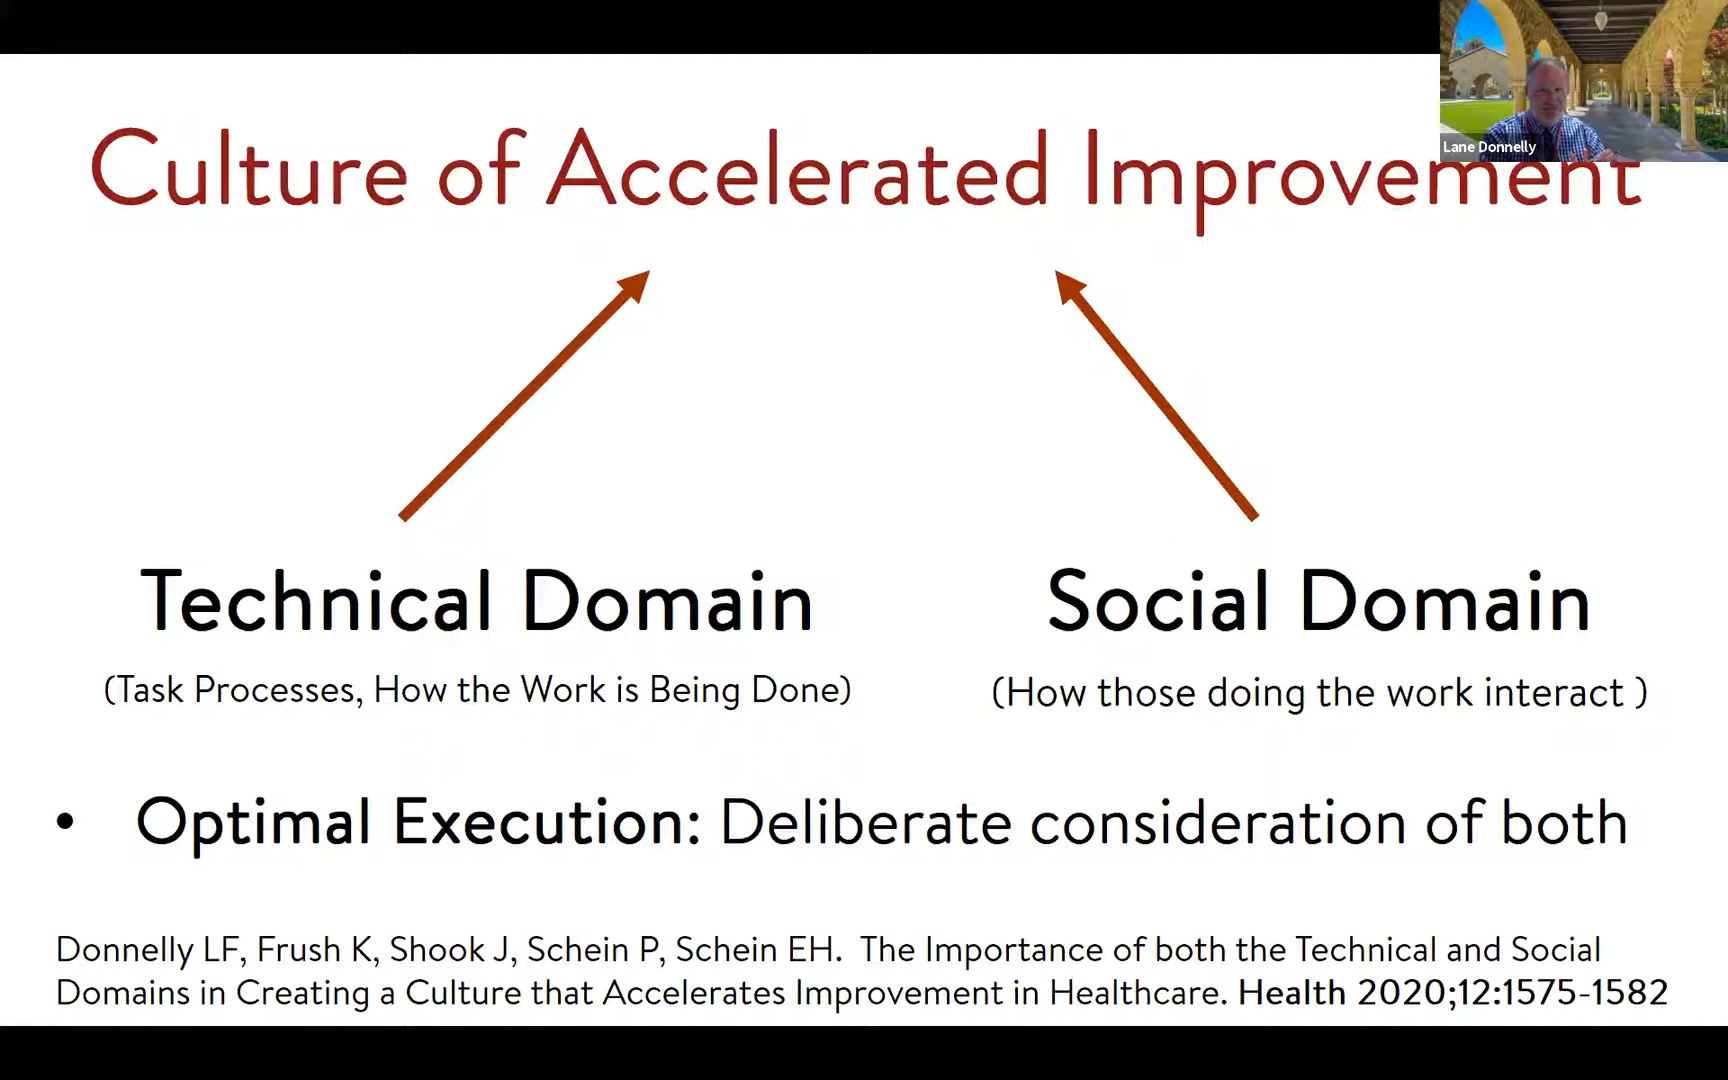 Lane Donnelly
Culture of Accelerated Improvement
Technical Domain
(Task Processes, How the Work is Being Done)
Social Domain
(How those doing the work interact )
• Optimal Execution: Deliberate consideration of both
Donnelly LF, Frush K, Shook J, Schein P, Schein EH. The Importance of both the Technical and Social
Domains in Creating a Culture that Accelerates Improvement in Healthcare. Health 2020;12:1575-1582